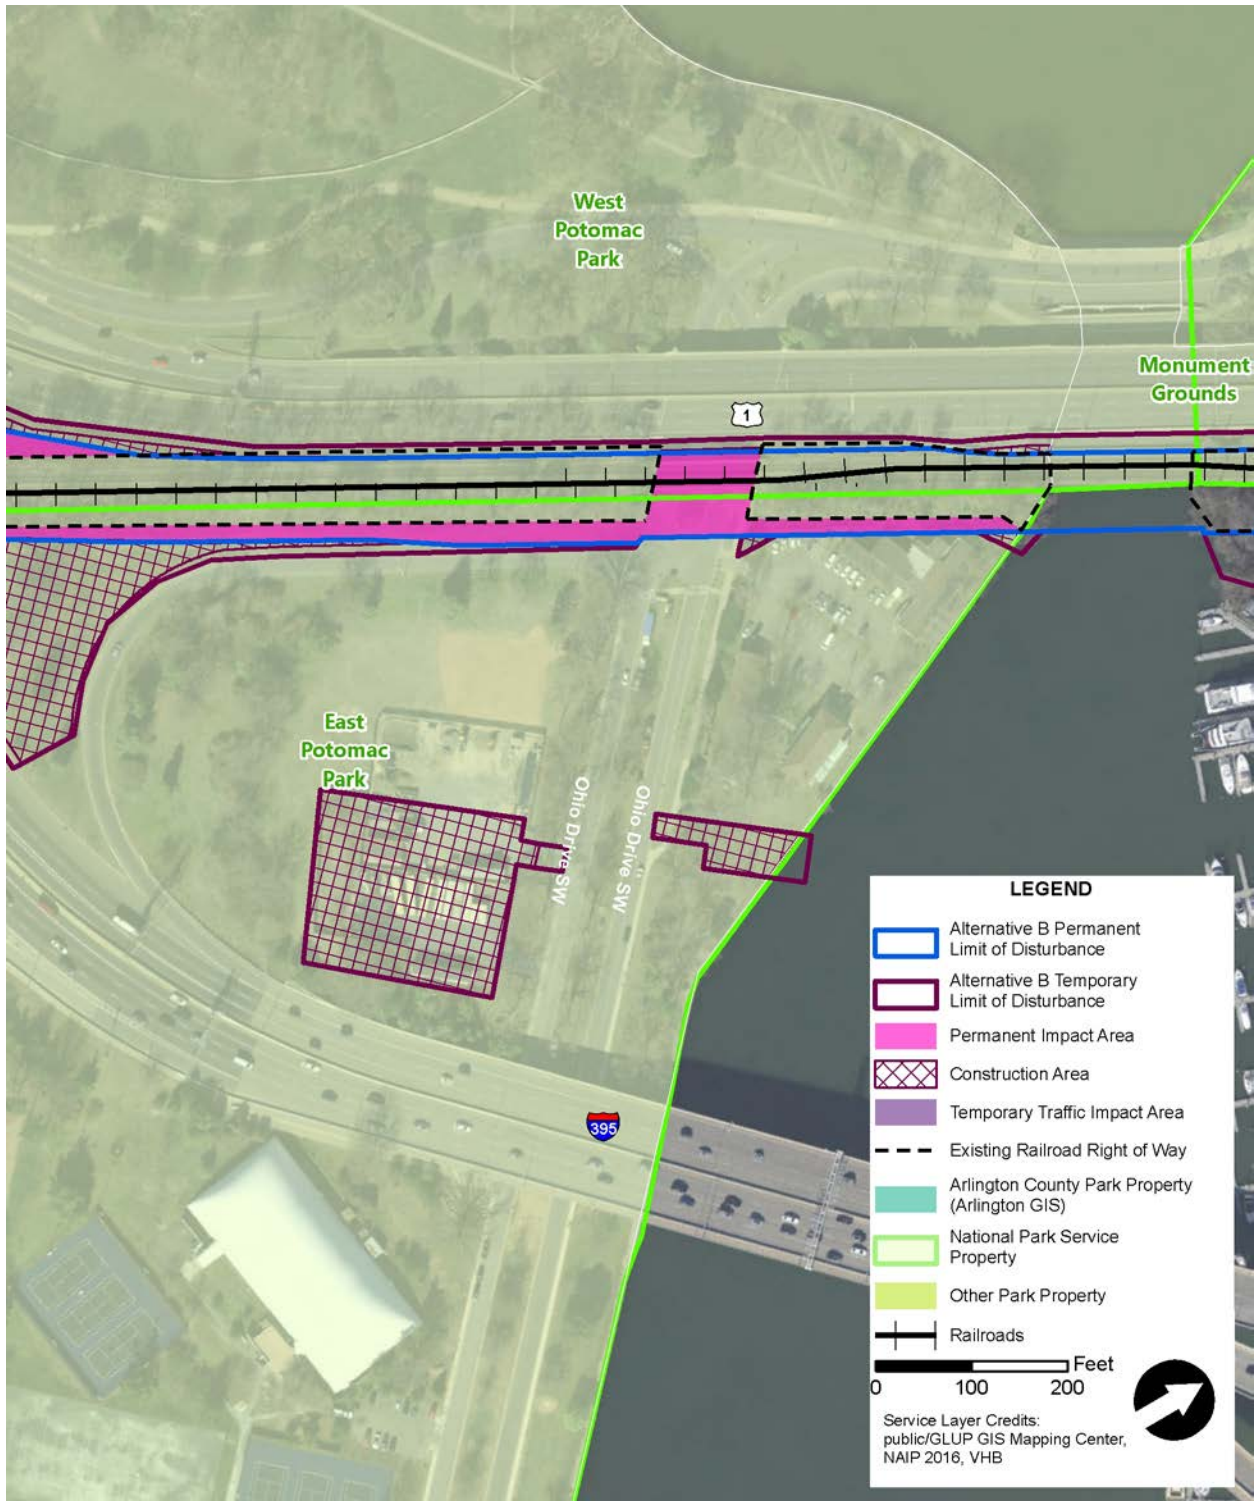 West
Potomac
Park
Monument
Grounds
1
East
Potomac
Park
Ohio Drive SW
Ohio Drive SW
395
LEGEND
Alternative B Permanent
Limit of Disturbance
Alternative B Temporary
Limit of Disturbance
Permanent Impact Area
Construction Area
Temporary Traffic Impact Area
Existing Railroad Right of Way
Arlington County Park Property
(Arlington GIS)
National Park Service
Property
Other Park Property
Railroads
Feet
0 100 200
Service Layer Credits:
public/GLUP GIS Mapping Center,
NAIP 2016, VHB